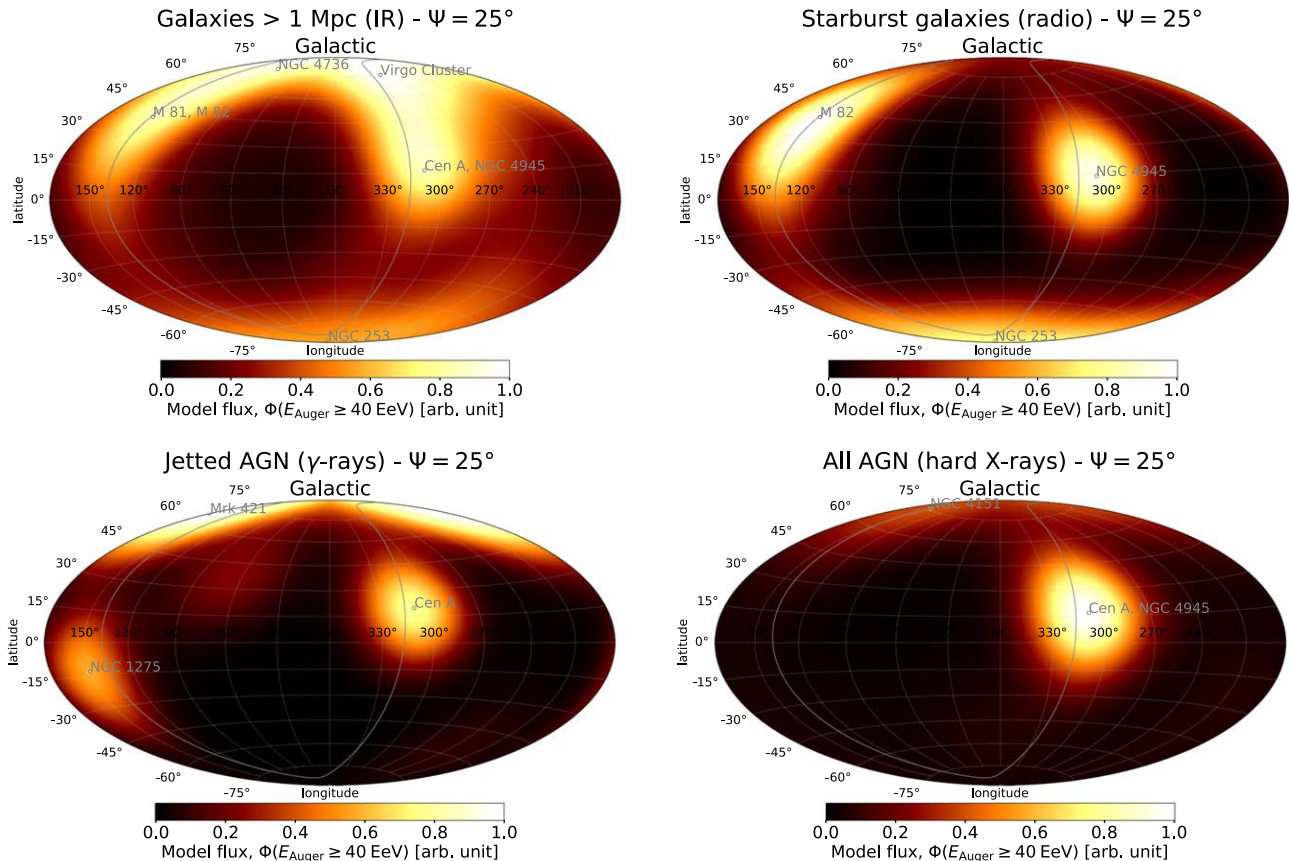 Galaxies > 1 Mpc (IR) - Ψ = 25°
Galactic
75°
60°
45°
30°
15°
0°
-15°
-30°
-45°
-60°
-75°
latitude
longitude
150° 120° 90° 60° 30° GC 330° 300° 270° 240° 210°
NGC 4736
Virgo Cluster
M 81, M 82
Cen A, NGC 4945
NGC 253
0.0 0.2 0.4 0.6 0.8 1.0
Model flux, Φ(E_Auger ≥ 40 EeV) [arb. unit]
Starburst galaxies (radio) - Ψ = 25°
Galactic
75°
60°
45°
30°
15°
0°
-15°
-30°
-45°
-60°
-75°
latitude
longitude
150° 120° 330° 300° 270°
M 82
NGC 4945
NGC 253
0.0 0.2 0.4 0.6 0.8 1.0
Model flux, Φ(E_Auger ≥ 40 EeV) [arb. unit]
Jetted AGN (γ-rays) - Ψ = 25°
Galactic
75°
60°
45°
30°
15°
0°
-15°
-30°
-45°
-60°
-75°
latitude
longitude
150° 120° 330° 300°
Mrk 421
Cen A
NGC 1275
0.0 0.2 0.4 0.6 0.8 1.0
Model flux, Φ(E_Auger ≥ 40 EeV) [arb. unit]
All AGN (hard X-rays) - Ψ = 25°
Galactic
75°
60°
45°
30°
15°
0°
-15°
-30°
-45°
-60°
-75°
latitude
longitude
GC 330° 300° 270° 240° 210°
NGC 4151
Cen A, NGC 4945
0.0 0.2 0.4 0.6 0.8 1.0
Model flux, Φ(E_Auger ≥ 40 EeV) [arb. unit]